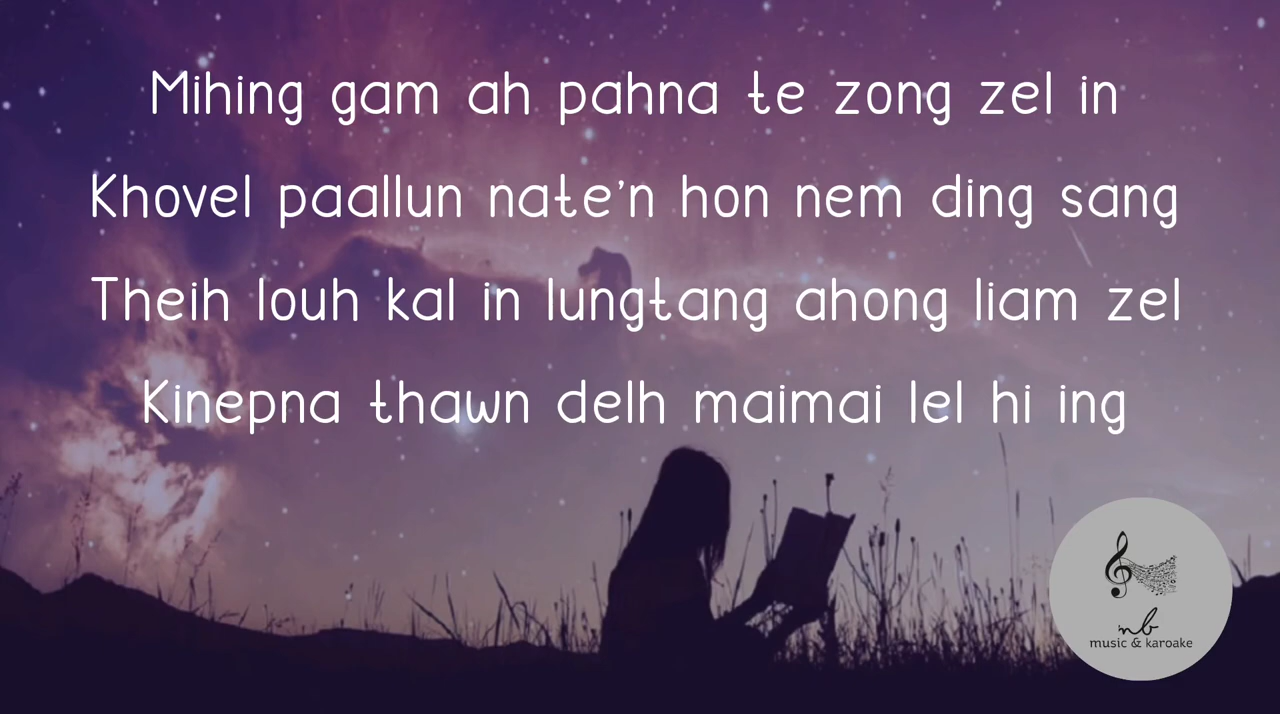 Mihing gam ah pahna te zong zel in
Khovel paallun nate'n hon nem ding sang
Theih louh kal in lungtang ahong liam zel
Kinepna thawn delh maimai lel hi ing
nb
music & karoake